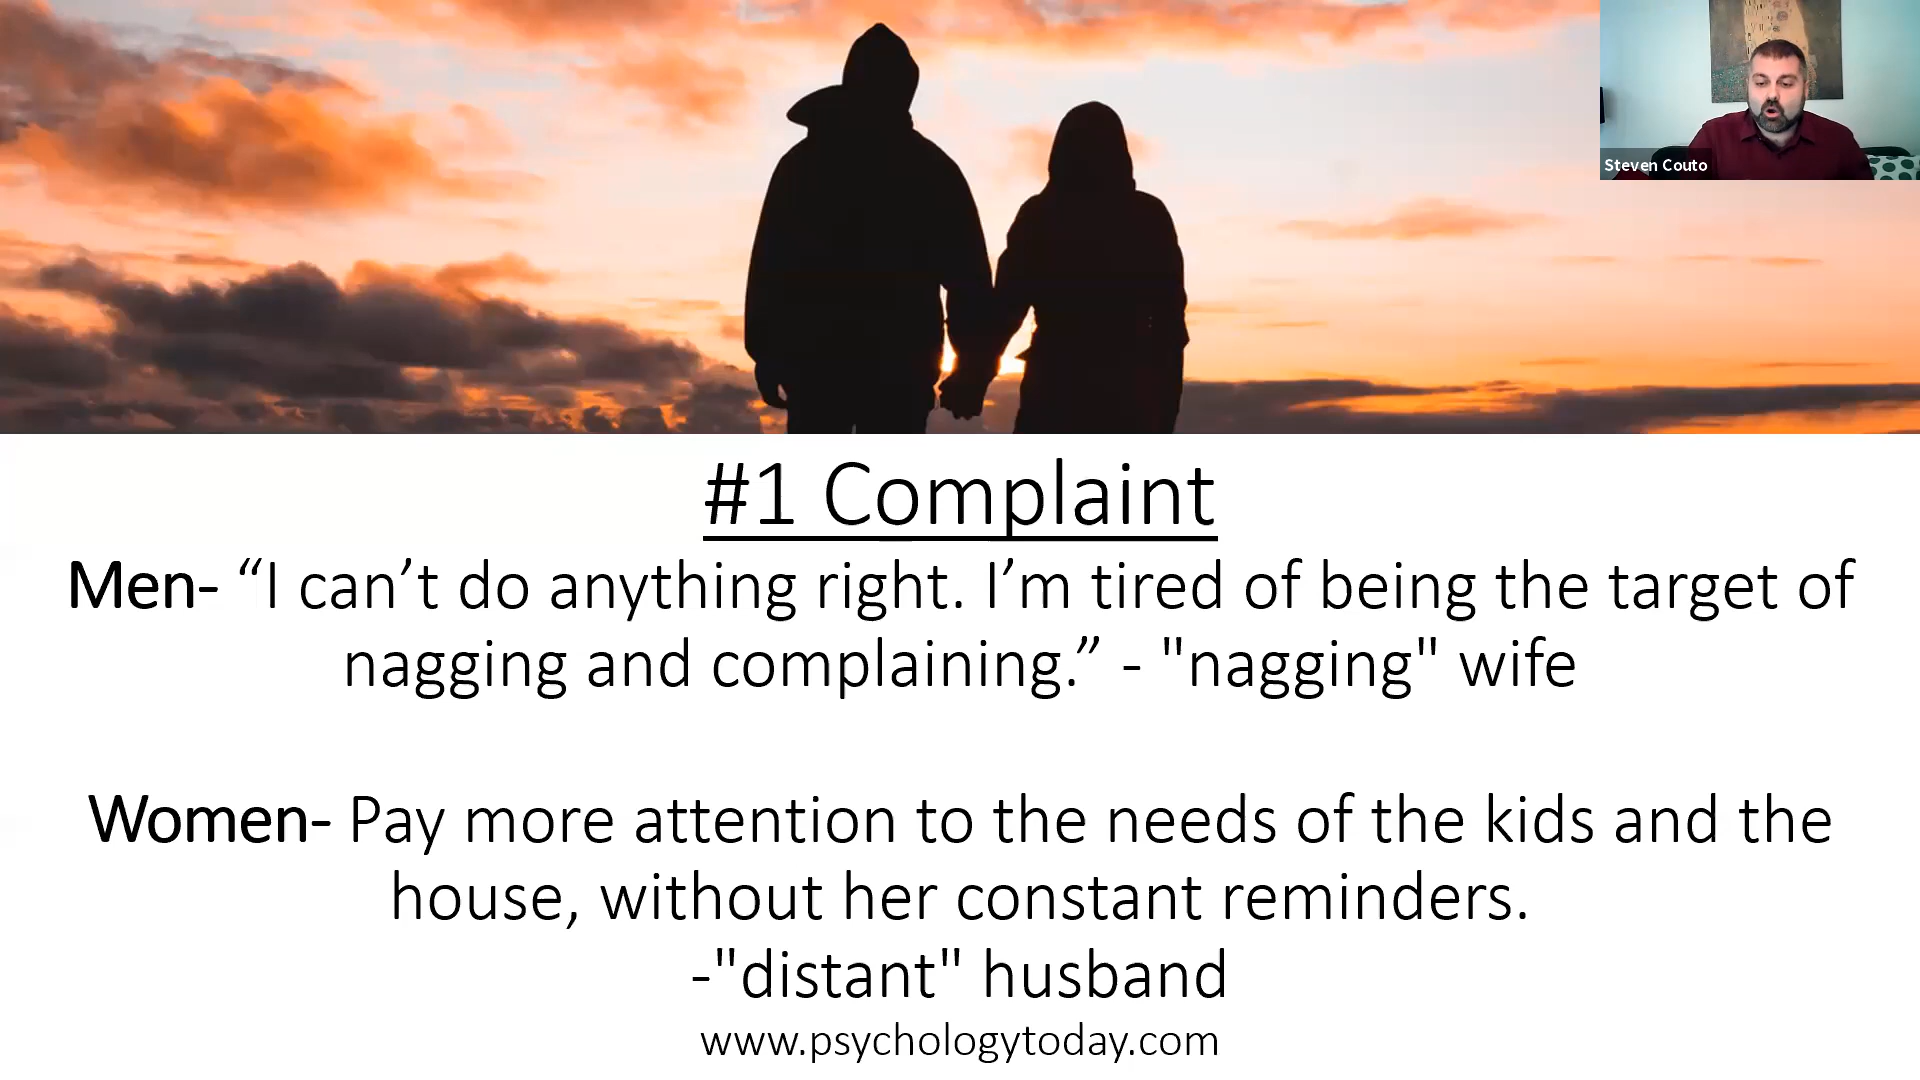 Steven Couto
#1 Complaint
Men- “I can’t do anything right. I’m tired of being the target of
nagging and complaining.” - "nagging" wife
Women- Pay more attention to the needs of the kids and the
house, without her constant reminders.
-"distant" husband
www.psychologytoday.com